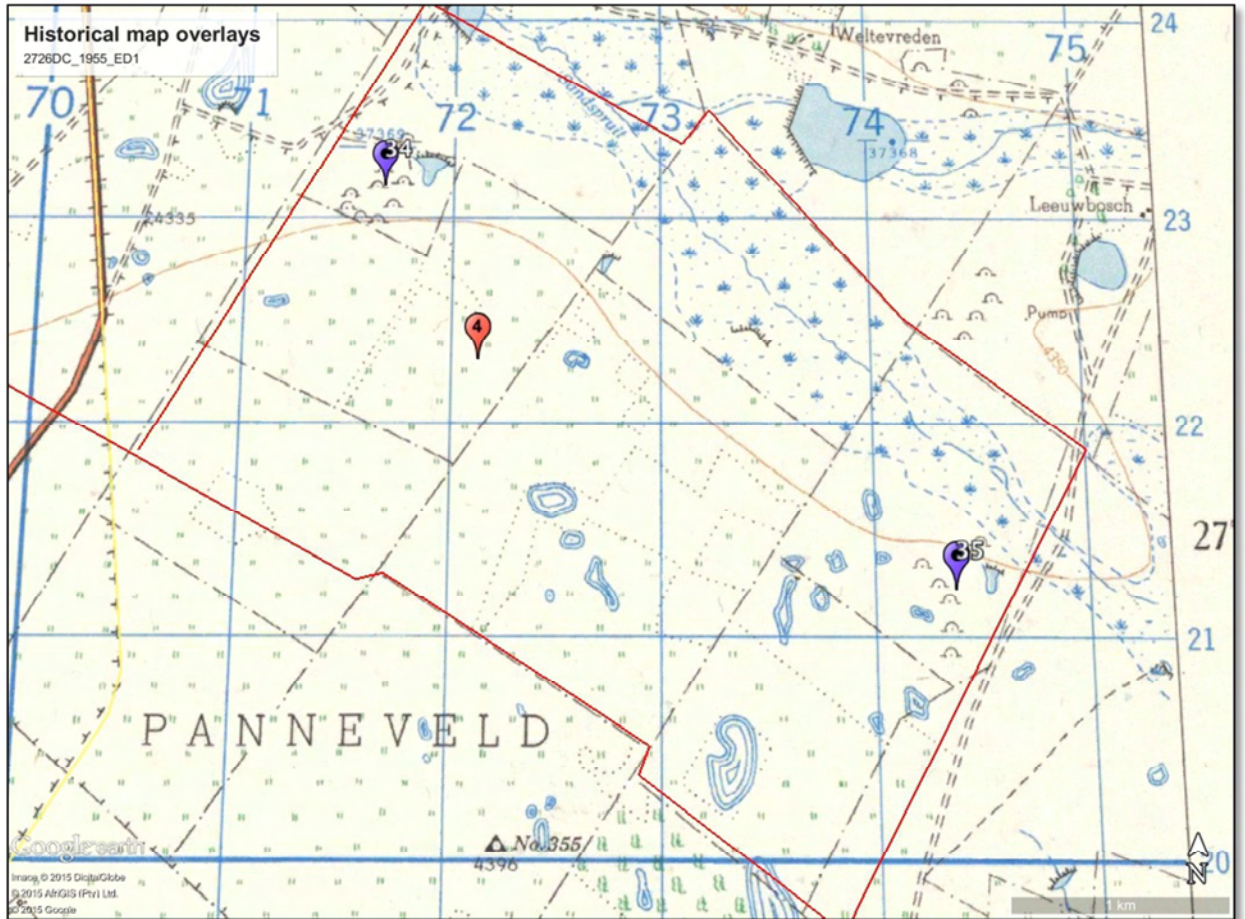 Historical map overlays
2726DC_1955_ED1
24
Weltevreden
75
70
71
72
73
74
Rondspruit
37369
37368
34
24335
23
Leeuwbosch
Pump
4
4350
22
35
27
21
PANNEVELD
No. 355
4396
20
N
Google earth
Image © 2015 DigitalGlobe
© 2015 AfriGIS (Pty) Ltd.
© 2015 Google
1 km